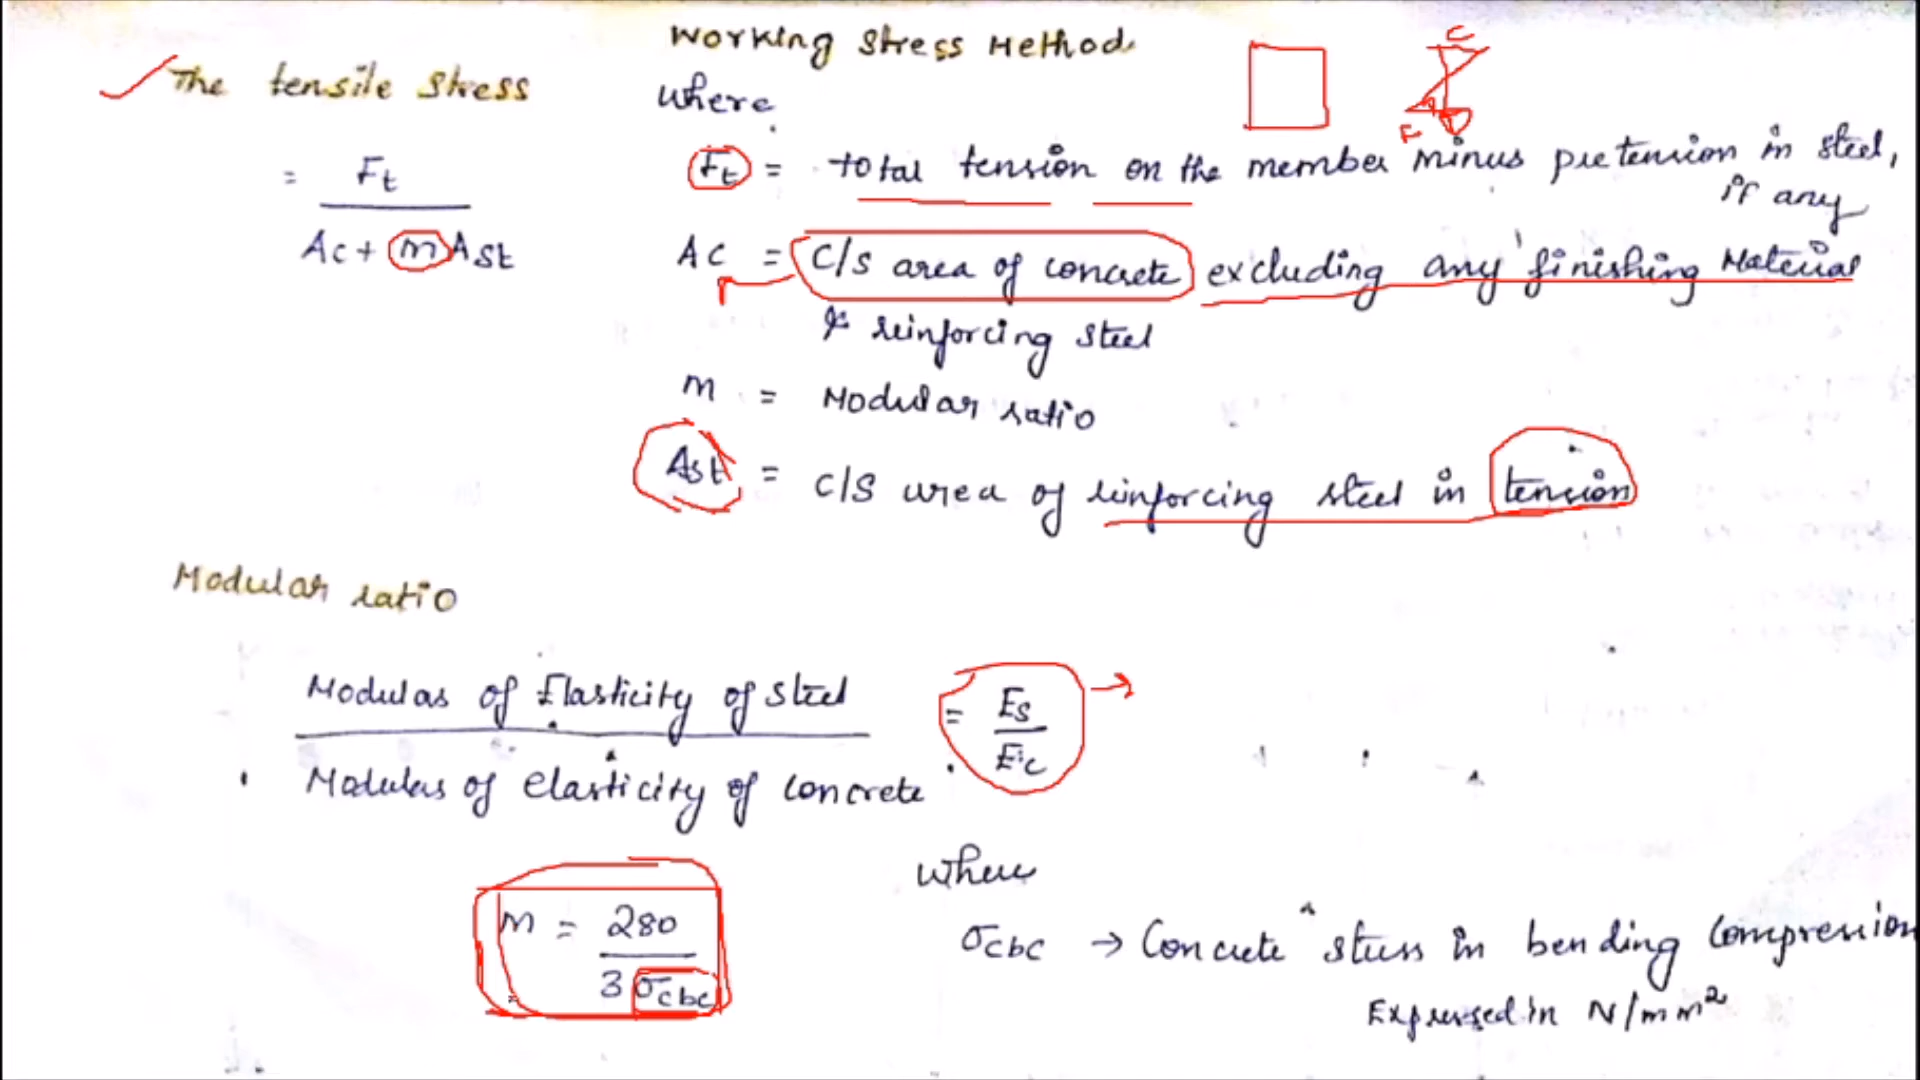 Working Stress Method
The tensile stress
= Ft / Ac + m Ast
where
Ft = total tension on the member minus pretension in steel,
if any
Ac = C/S area of concrete excluding any finishing Material
& reinforcing steel
m = Modular ratio
Ast = C/S area of reinforcing steel in tension
C
F
Modular ratio
Modulas of Elasticity of steel
= Es / Ec
Modulas of elasticity of concrete
m = 280 / 3 σcbc
where
σcbc → Concrete stress in bending Compression
Expressed in N/mm²